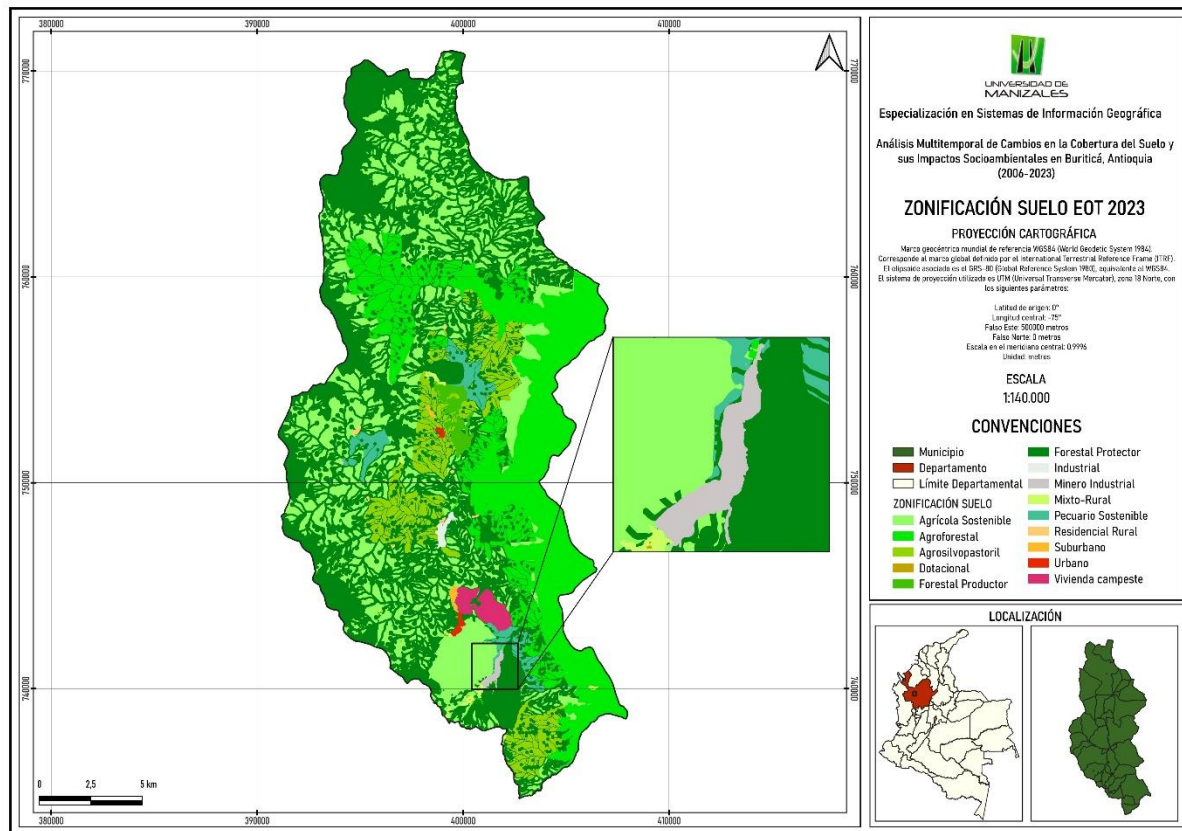 380000
390000
400000
410000
770000
760000
750000
740000
770000
760000
750000
740000
0
2,5
5 km
380000
390000
400000
410000
UNIVERSIDAD DE
MANIZALES
Especialización en Sistemas de Información Geográfica
Análisis Multitemporal de Cambios en la Cobertura del Suelo y
sus Impactos Socioambientales en Buriticá, Antioquia
(2006-2023)
ZONIFICACIÓN SUELO EOT 2023
PROYECCIÓN CARTOGRÁFICA
Marco geocéntrico mundial de referencia WGS84 (World Geodetic System 1984).
Corresponde al marco global definido por el International Terrestrial Reference Frame (ITRF).
El elipsoide asociado es el GRS-80 (Global Reference System 1980), equivalente al WGS84.
El sistema de proyección utilizado es UTM (Universal Transverse Mercator), zona 18 Norte, con
los siguientes parámetros:
Latitud de origen: 0°
Longitud central: -75°
Falso Este: 500000 metros
Falso Norte: 0 metros
Escala en el meridiano central: 0.9996
Unidad: metros
ESCALA
1:140.000
CONVENCIONES
Municipio
Departamento
Límite Departamental
ZONIFICACIÓN SUELO
Agrícola Sostenible
Agroforestal
Agrosilvopastoril
Dotacional
Forestal Productor
Forestal Protector
Industrial
Minero Industrial
Mixto-Rural
Pecuario Sostenible
Residencial Rural
Suburbano
Urbano
Vivienda campeste
LOCALIZACIÓN